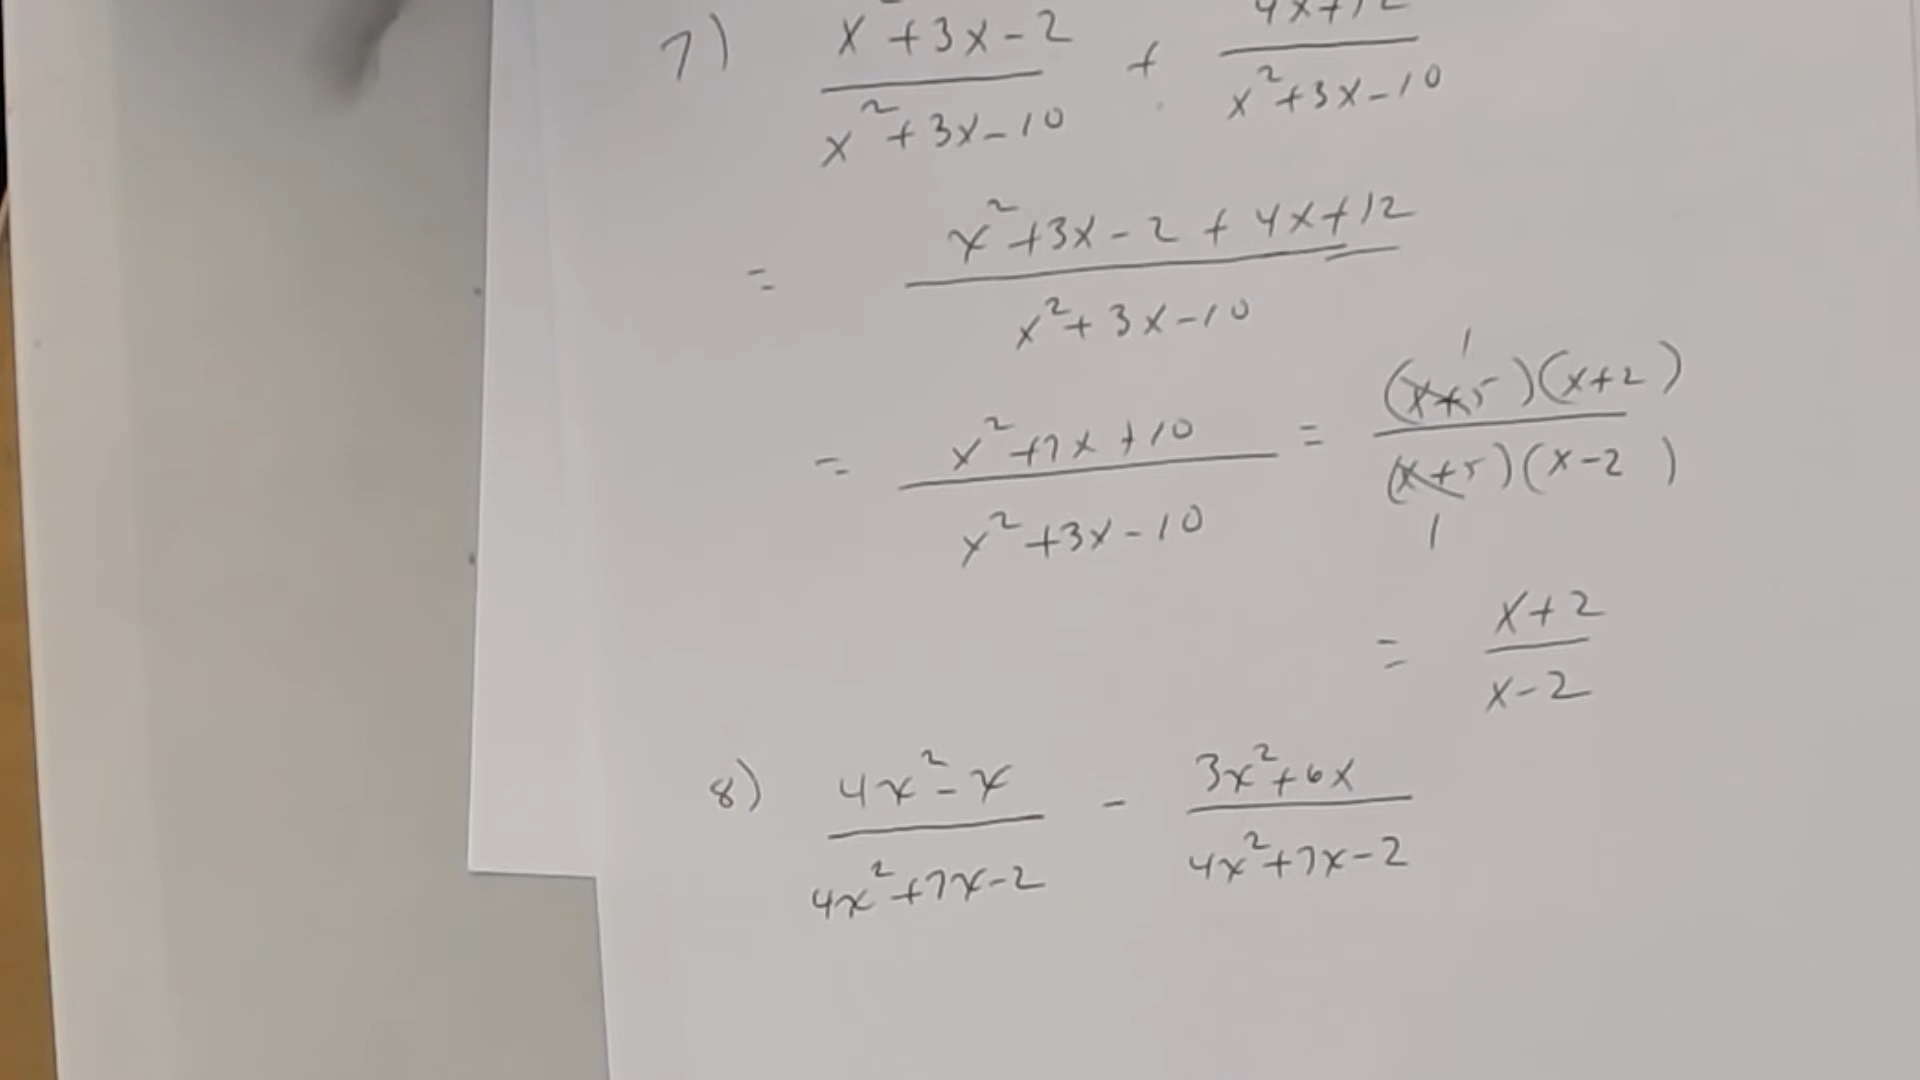 7) x²+3x-2 / x²+3x-10 + 4x+12 / x²+3x-10
= x²+3x-2+4x+12 / x²+3x-10
= x²+7x+10 / x²+3x-10 = (x+5)(x+2) / (x+5)(x-2)
1
1
= x+2 / x-2
8) 4x²-x / 4x²+7x-2 - 3x²+6x / 4x²+7x-2